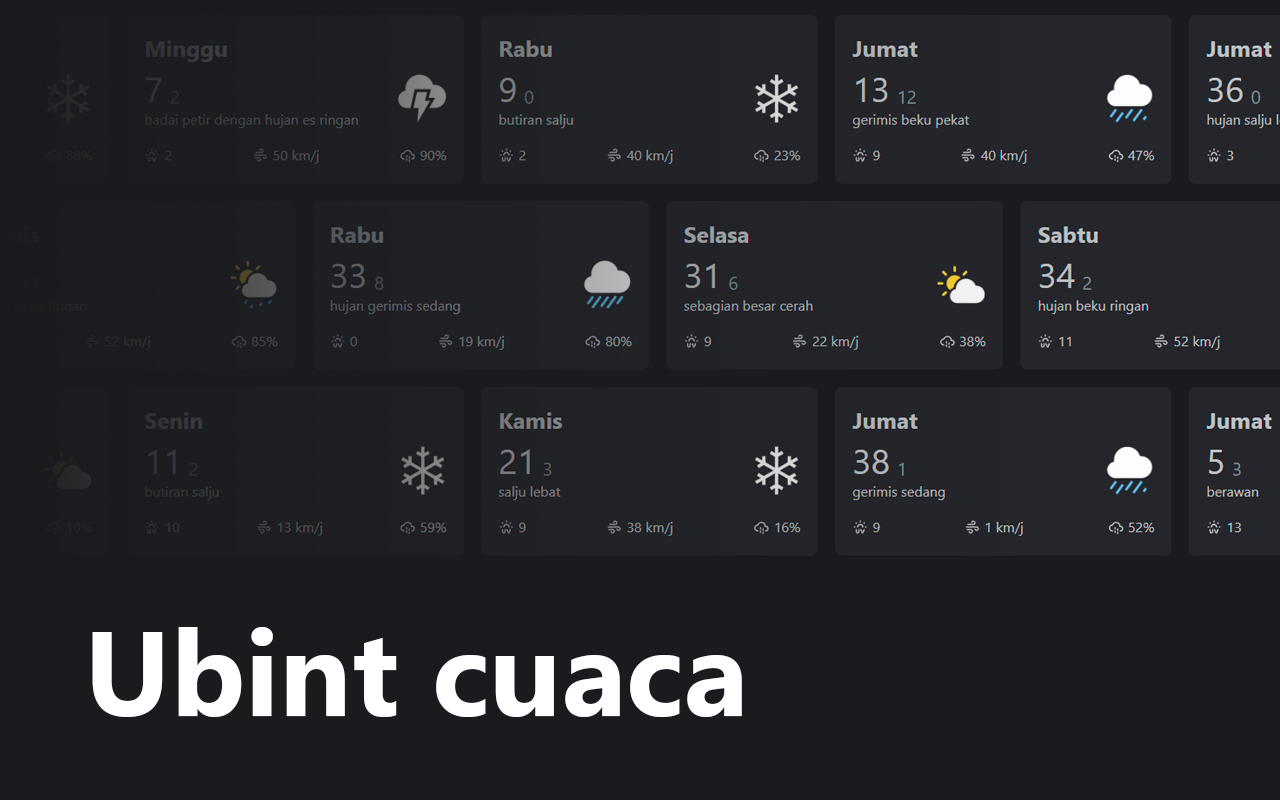 Minggu
7 2
badai petir dengan hujan es ringan
88%
2
50 km/j
90%
Rabu
9 0
butiran salju
2
40 km/j
23%
Jumat
13 12
gerimis beku pekat
9
40 km/j
47%
Jumat
36 0
hujan salju
3
ringan
52 km/j
85%
Rabu
33 8
hujan gerimis sedang
0
19 km/j
80%
Selasa
31 6
sebagian besar cerah
9
22 km/j
38%
Sabtu
34 2
hujan beku ringan
11
52 km/j
10%
Senin
11 2
butiran salju
10
13 km/j
59%
Kamis
21 3
salju lebat
9
38 km/j
16%
Jumat
38 1
gerimis sedang
9
1 km/j
52%
Jumat
5 3
berawan
13
Ubint cuaca